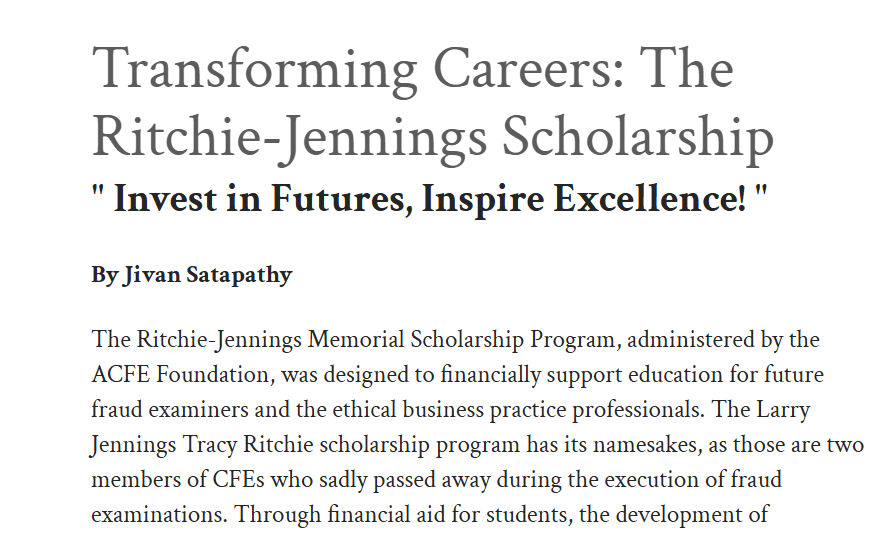 Transforming Careers: The
Ritchie-Jennings Scholarship
" Invest in Futures, Inspire Excellence! "
By Jivan Satapathy
The Ritchie-Jennings Memorial Scholarship Program, administered by the
ACFE Foundation, was designed to financially support education for future
fraud examiners and the ethical business practice professionals. The Larry
Jennings Tracy Ritchie scholarship program has its namesakes, as those are two
members of CFEs who sadly passed away during the execution of fraud
examinations. Through financial aid for students, the development of